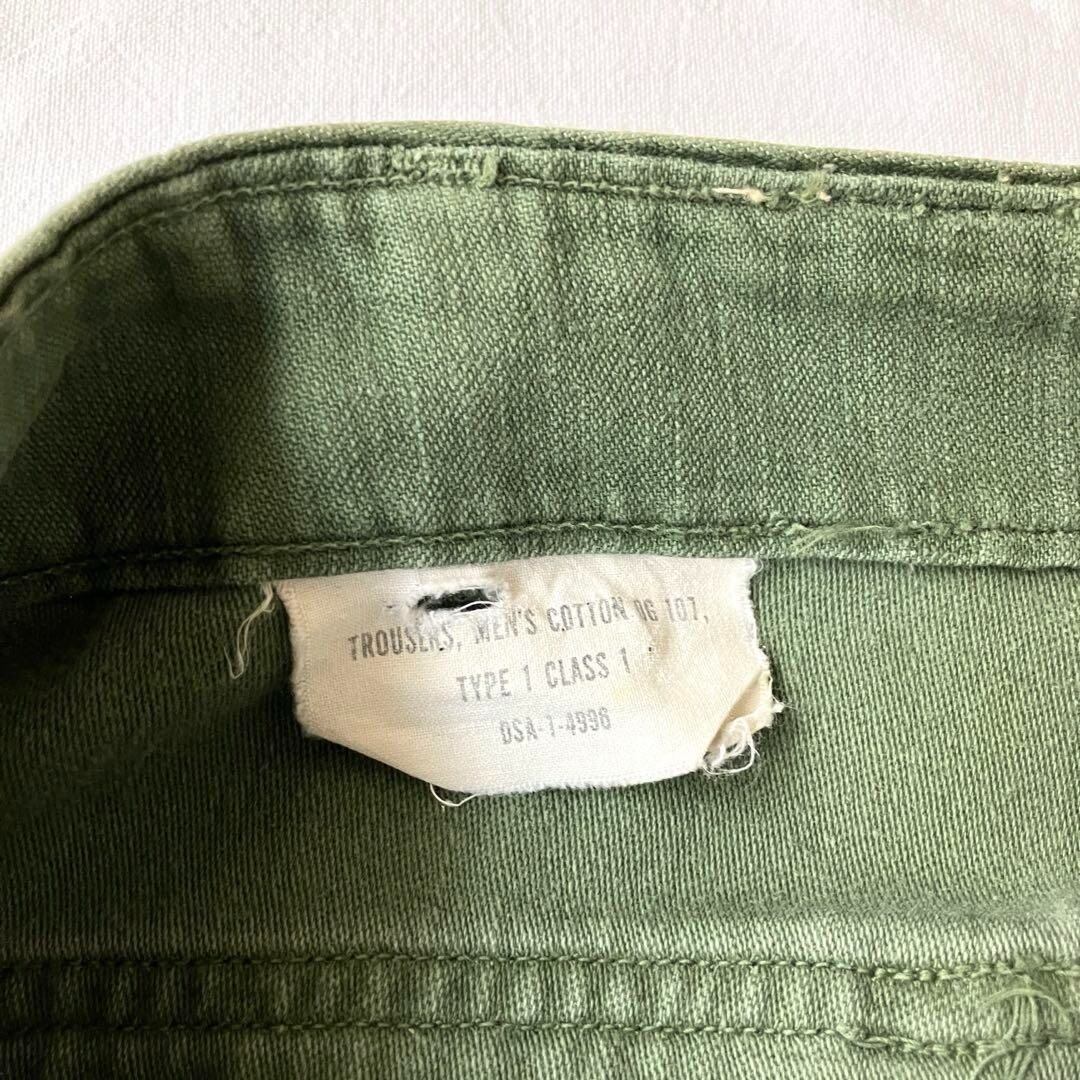 TROUSERS, MEN'S COTTON OG 107,
TYPE 1 CLASS 1
DSA-1-4996